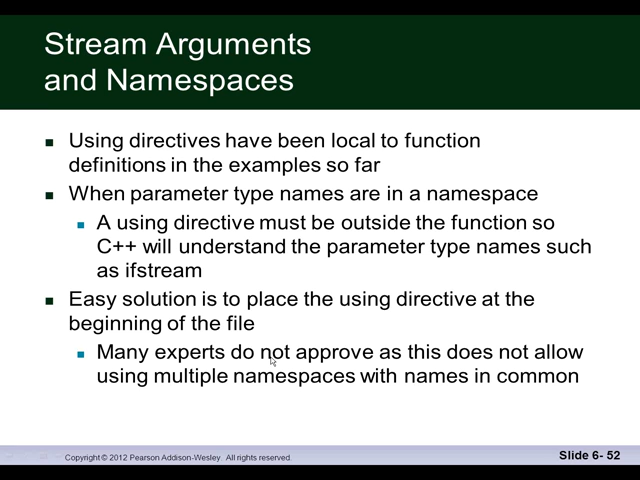 Stream Arguments
and Namespaces
Using directives have been local to function
definitions in the examples so far
When parameter type names are in a namespace
A using directive must be outside the function so
C++ will understand the parameter type names such
as ifstream
Easy solution is to place the using directive at the
beginning of the file
Many experts do not approve as this does not allow
using multiple namespaces with names in common
Copyright © 2012 Pearson Addison-Wesley. All rights reserved.
Slide 6- 52